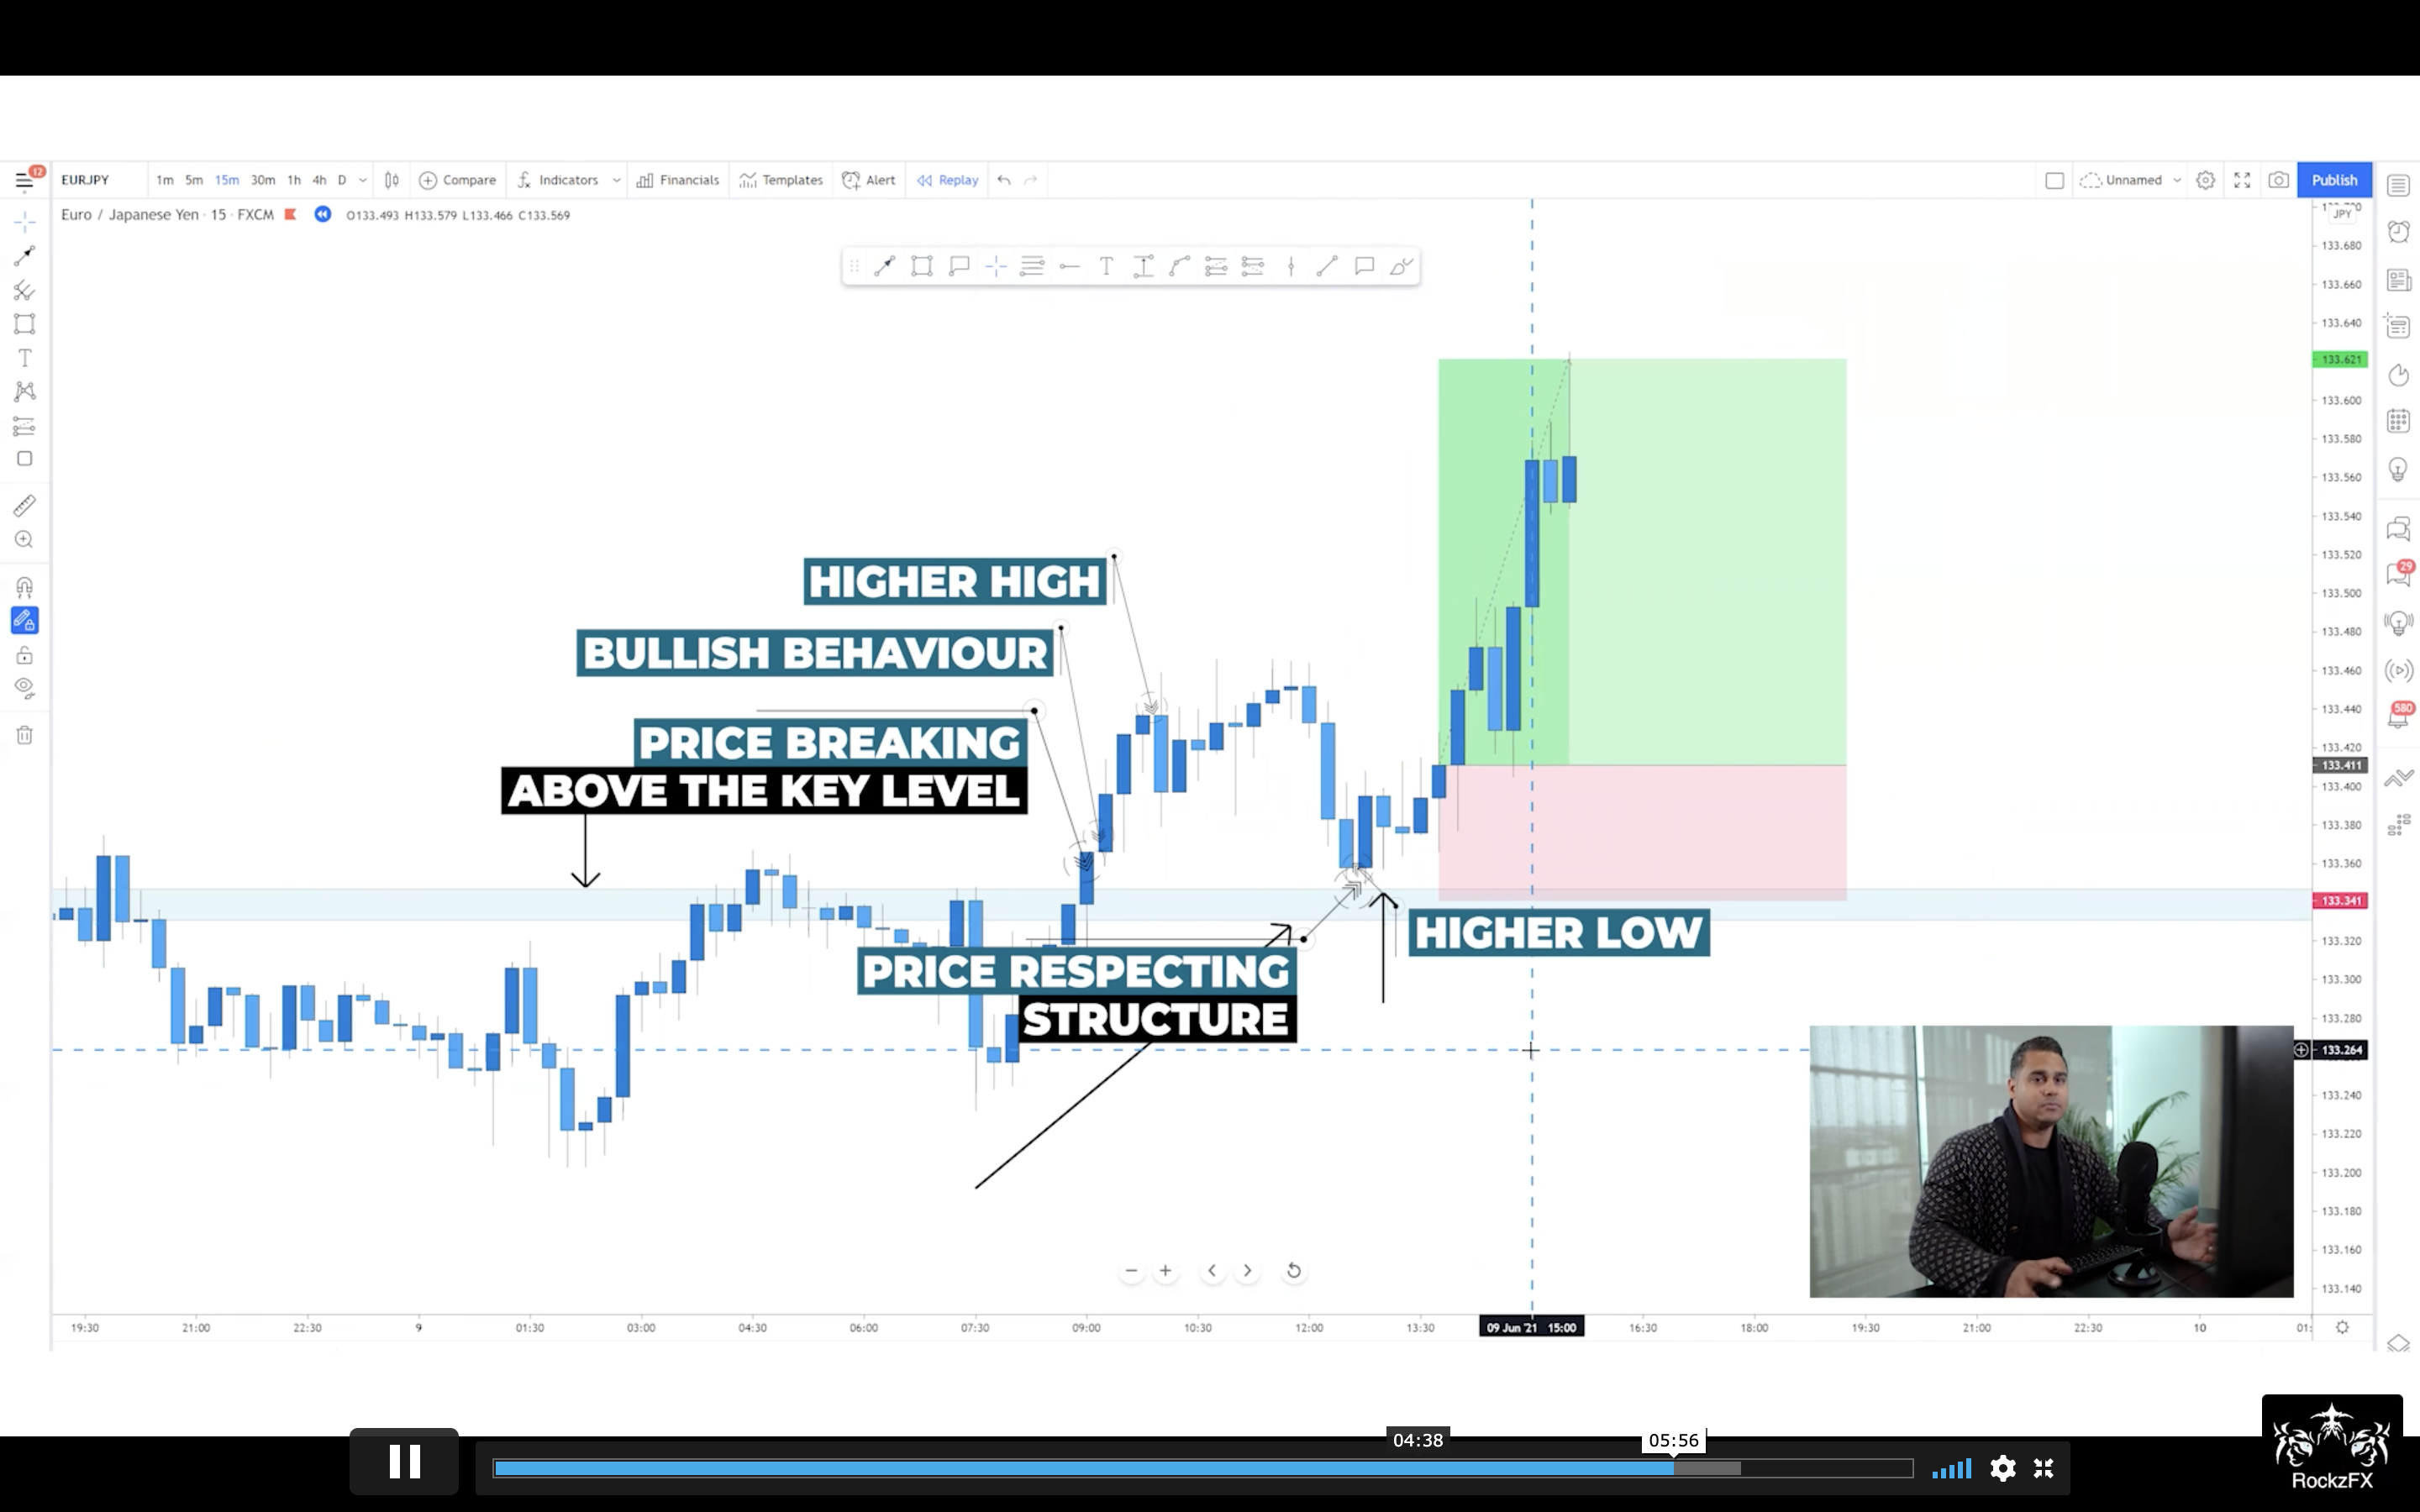 12
EURJPY
1m 5m 15m 30m 1h 4h D
Compare
Indicators
Financials
Templates
Alert
Replay
Unnamed
Publish
Euro / Japanese Yen · 15 · FXCM
O133.493 H133.579 L133.466 C133.569
JPY
133.680
133.660
133.640
133.621
133.600
133.580
133.560
133.540
133.520
133.500
133.480
133.460
133.440
133.420
133.411
133.400
133.380
133.360
133.341
133.320
133.300
133.280
133.264
133.240
133.220
133.200
133.180
133.160
133.140
29
580
HIGHER HIGH
BULLISH BEHAVIOUR
PRICE BREAKING
ABOVE THE KEY LEVEL
HIGHER LOW
PRICE RESPECTING
STRUCTURE
19:30 21:00 22:30 9 01:30 03:00 04:30 06:00 07:30 09:00 10:30 12:00 13:30 09 Jun '21 15:00 16:30 18:00 19:30 21:00 22:30 10 01:
04:38
05:56
RockzFX